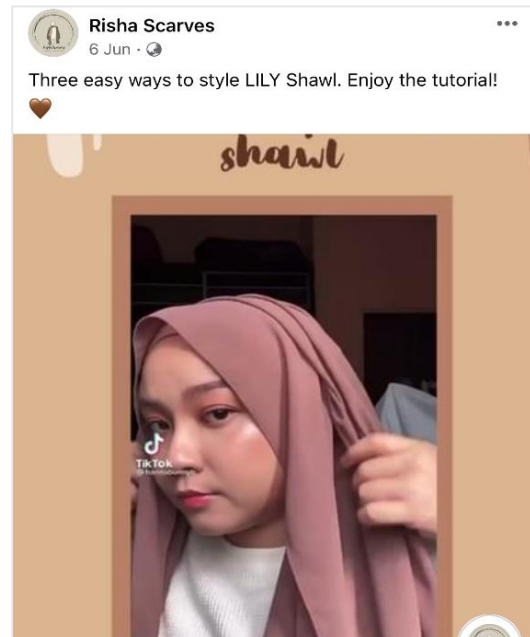 Risha Scarves
6 Jun ·
Three easy ways to style LILY Shawl. Enjoy the tutorial!
🤎
shawl
TikTok